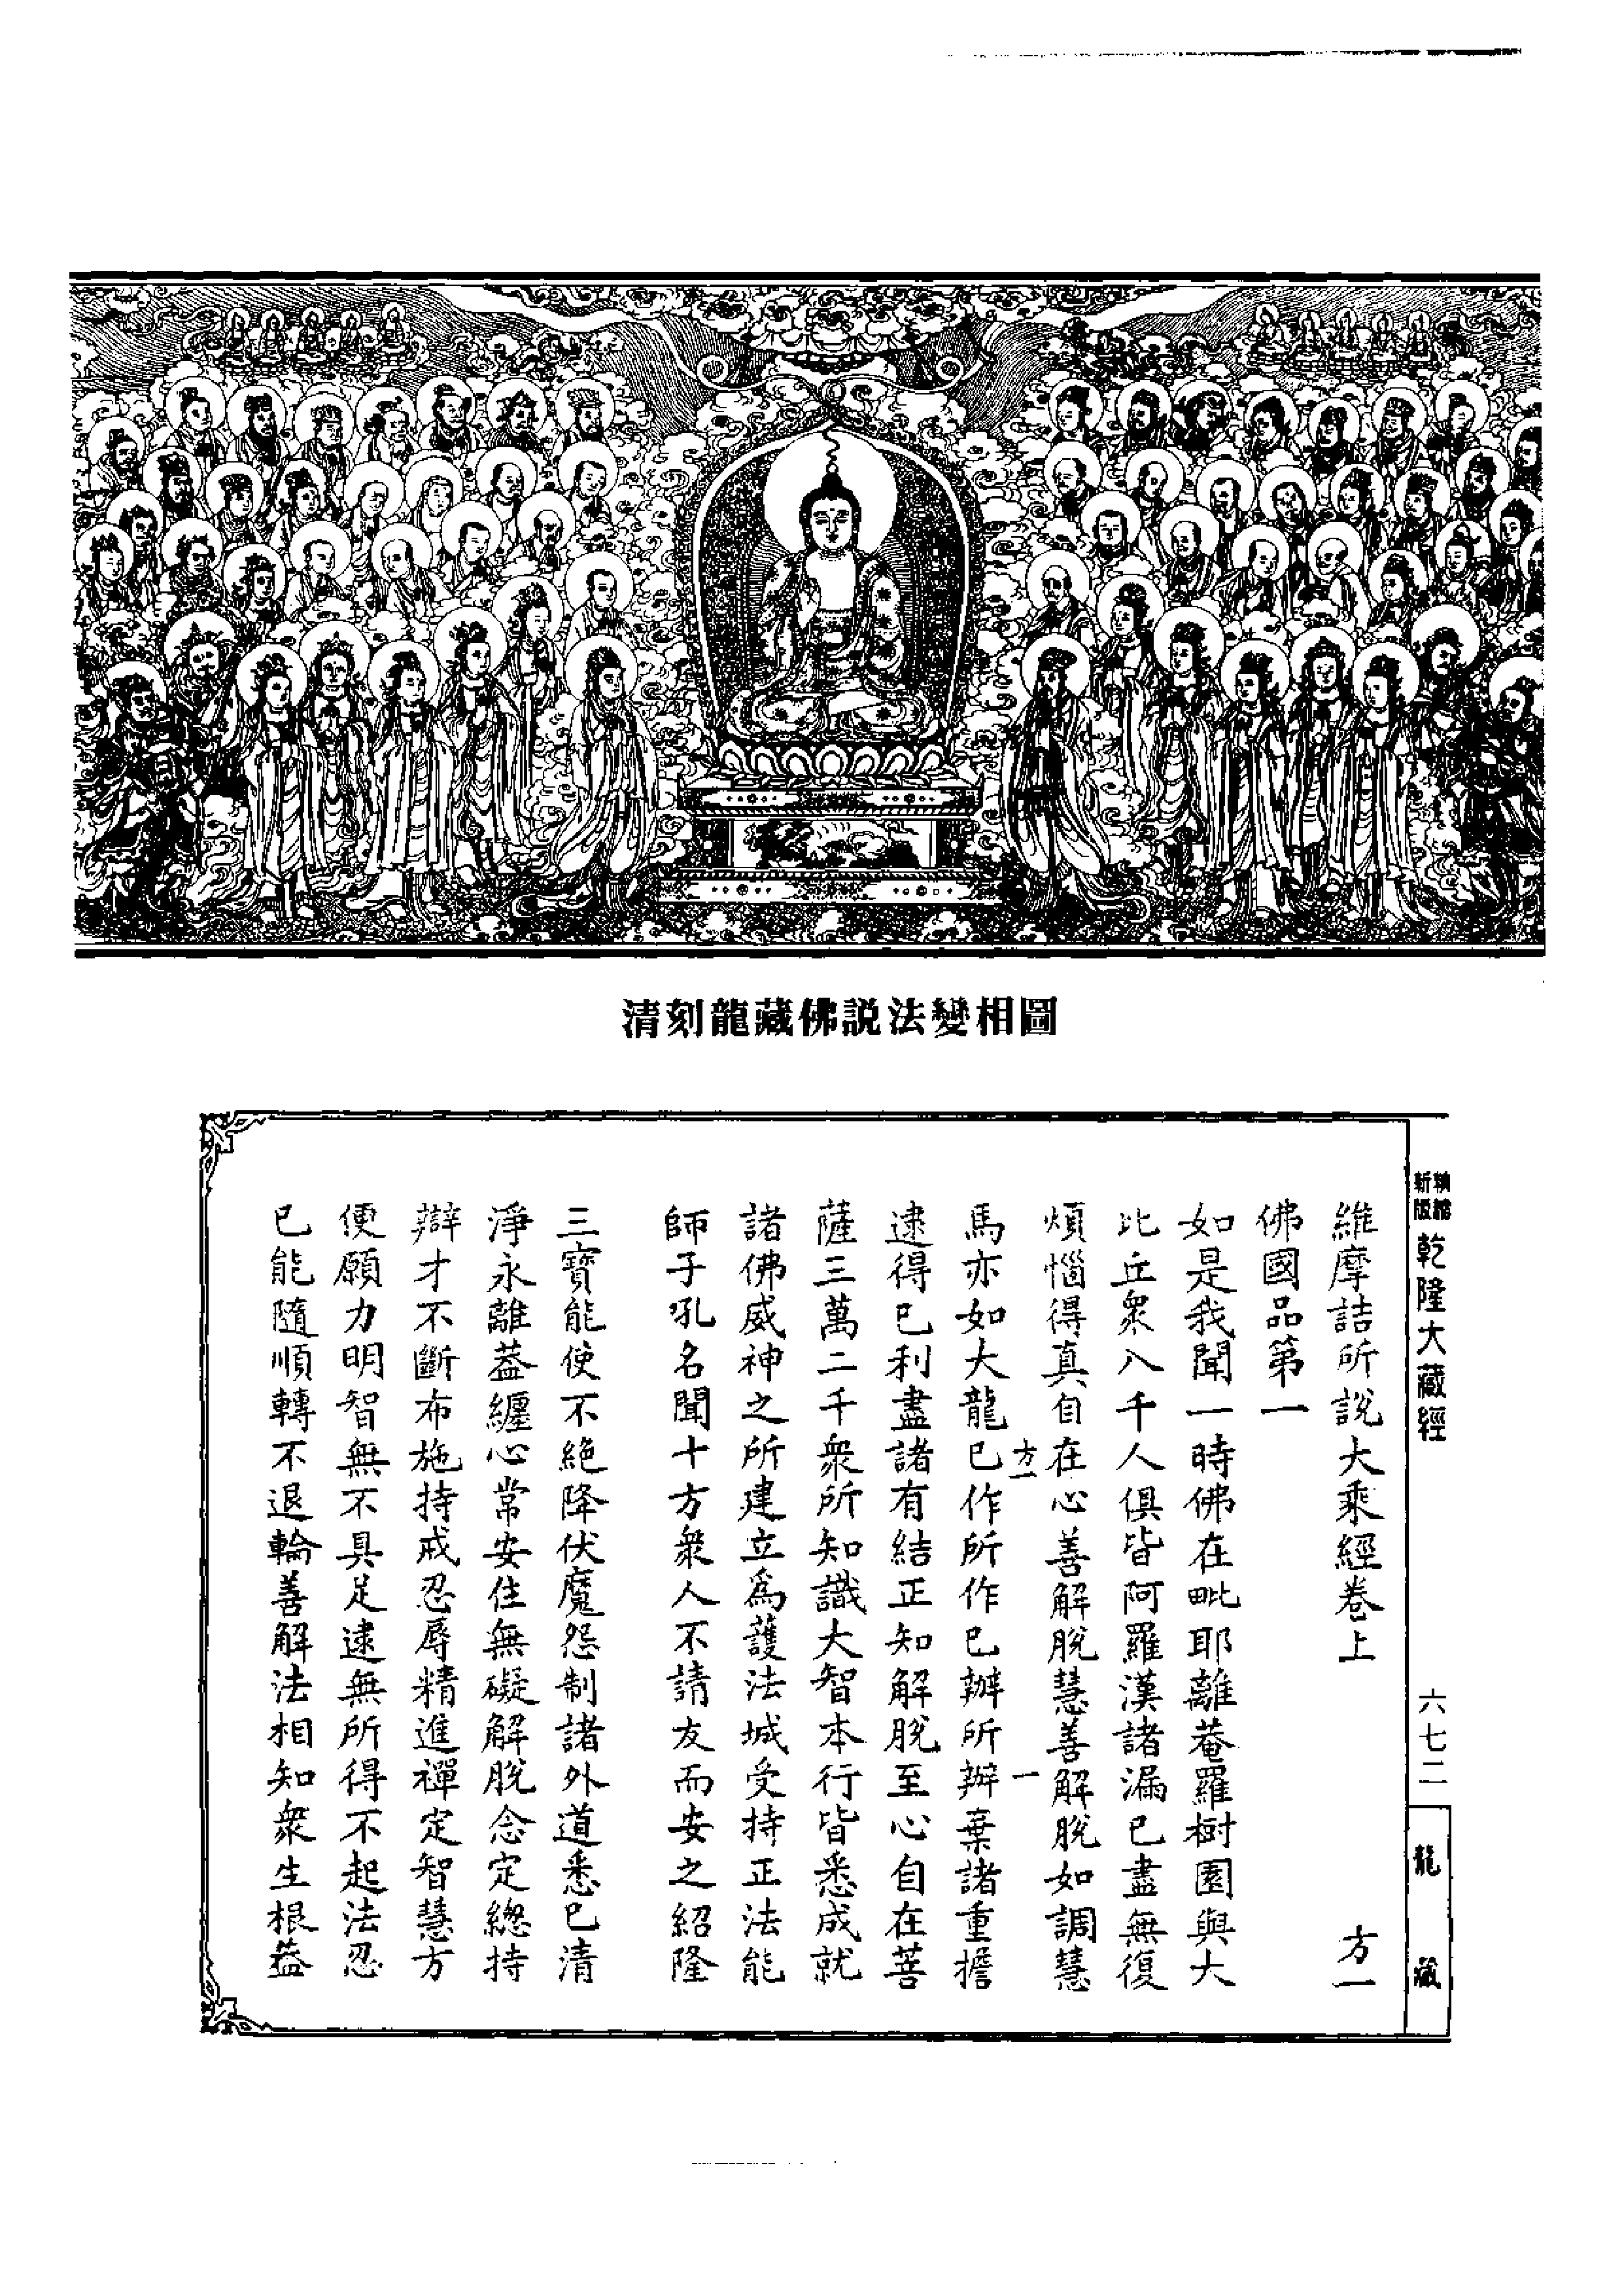 清刻龍藏佛説法變相圖
精縮新版
乾隆大藏經
六七二
龍藏
維摩詰所說大乘經卷上 方一
佛國品第一
如是我聞一時佛在毗耶離菴羅樹園與大
比丘衆八千人俱皆阿羅漢諸漏已盡無復
煩惱得真自在心善解脫慧善解脫如調慧
方一 一
馬亦如大龍已作所作已辦所辦棄諸重擔
逮得已利盡諸有結正知解脫至心自在菩
薩三萬二千衆所知識大智本行皆悉成就
諸佛威神之所建立爲護法城受持正法能
師子吼名聞十方衆人不請友而安之紹隆
三寶能使不絶降伏魔怨制諸外道悉已清
淨永離蓋纏心常安住無礙解脫念定總持
辯才不斷布施持戒忍辱精進禪定智慧方
便願力明智無不具足逮無所得不起法忍
已能隨順轉不退輪善解法相知衆生根葢